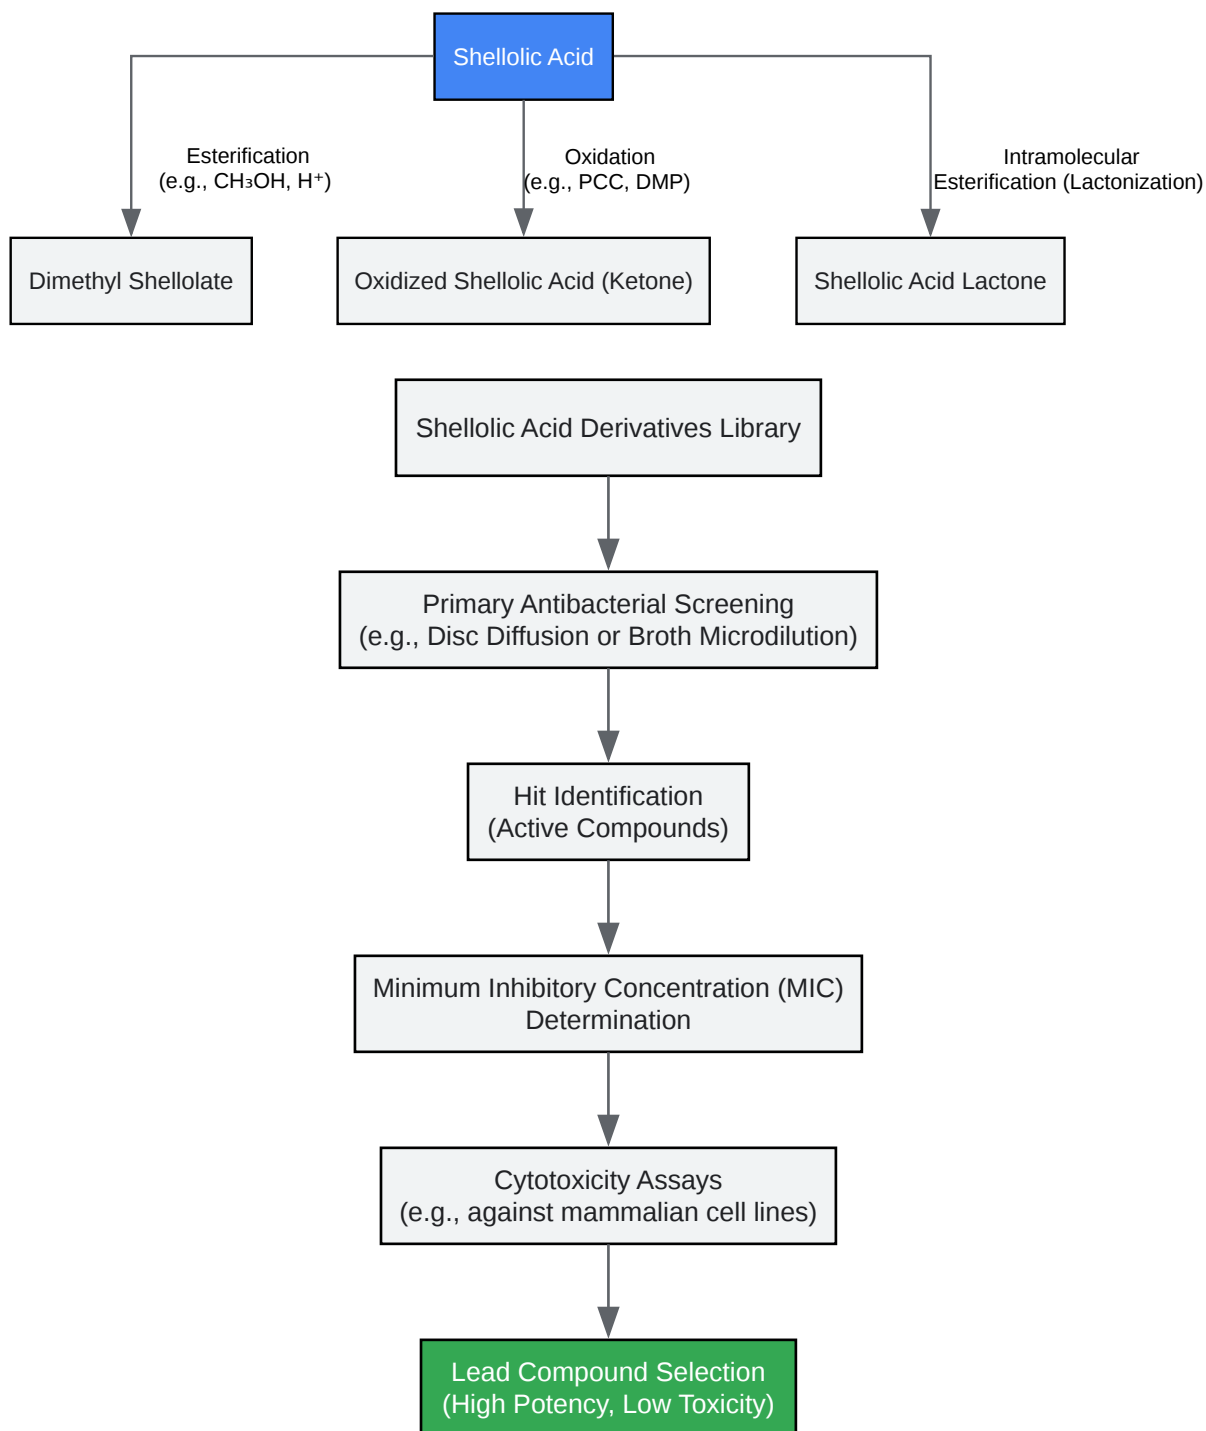 Shellolic Acid
Esterification
(e.g., CH₃OH, H⁺)
Oxidation
(e.g., PCC, DMP)
Intramolecular
Esterification (Lactonization)
Dimethyl Shellolate
Oxidized Shellolic Acid (Ketone)
Shellolic Acid Lactone
Shellolic Acid Derivatives Library
Primary Antibacterial Screening
(e.g., Disc Diffusion or Broth Microdilution)
Hit Identification
(Active Compounds)
Minimum Inhibitory Concentration (MIC)
Determination
Cytotoxicity Assays
(e.g., against mammalian cell lines)
Lead Compound Selection
(High Potency, Low Toxicity)